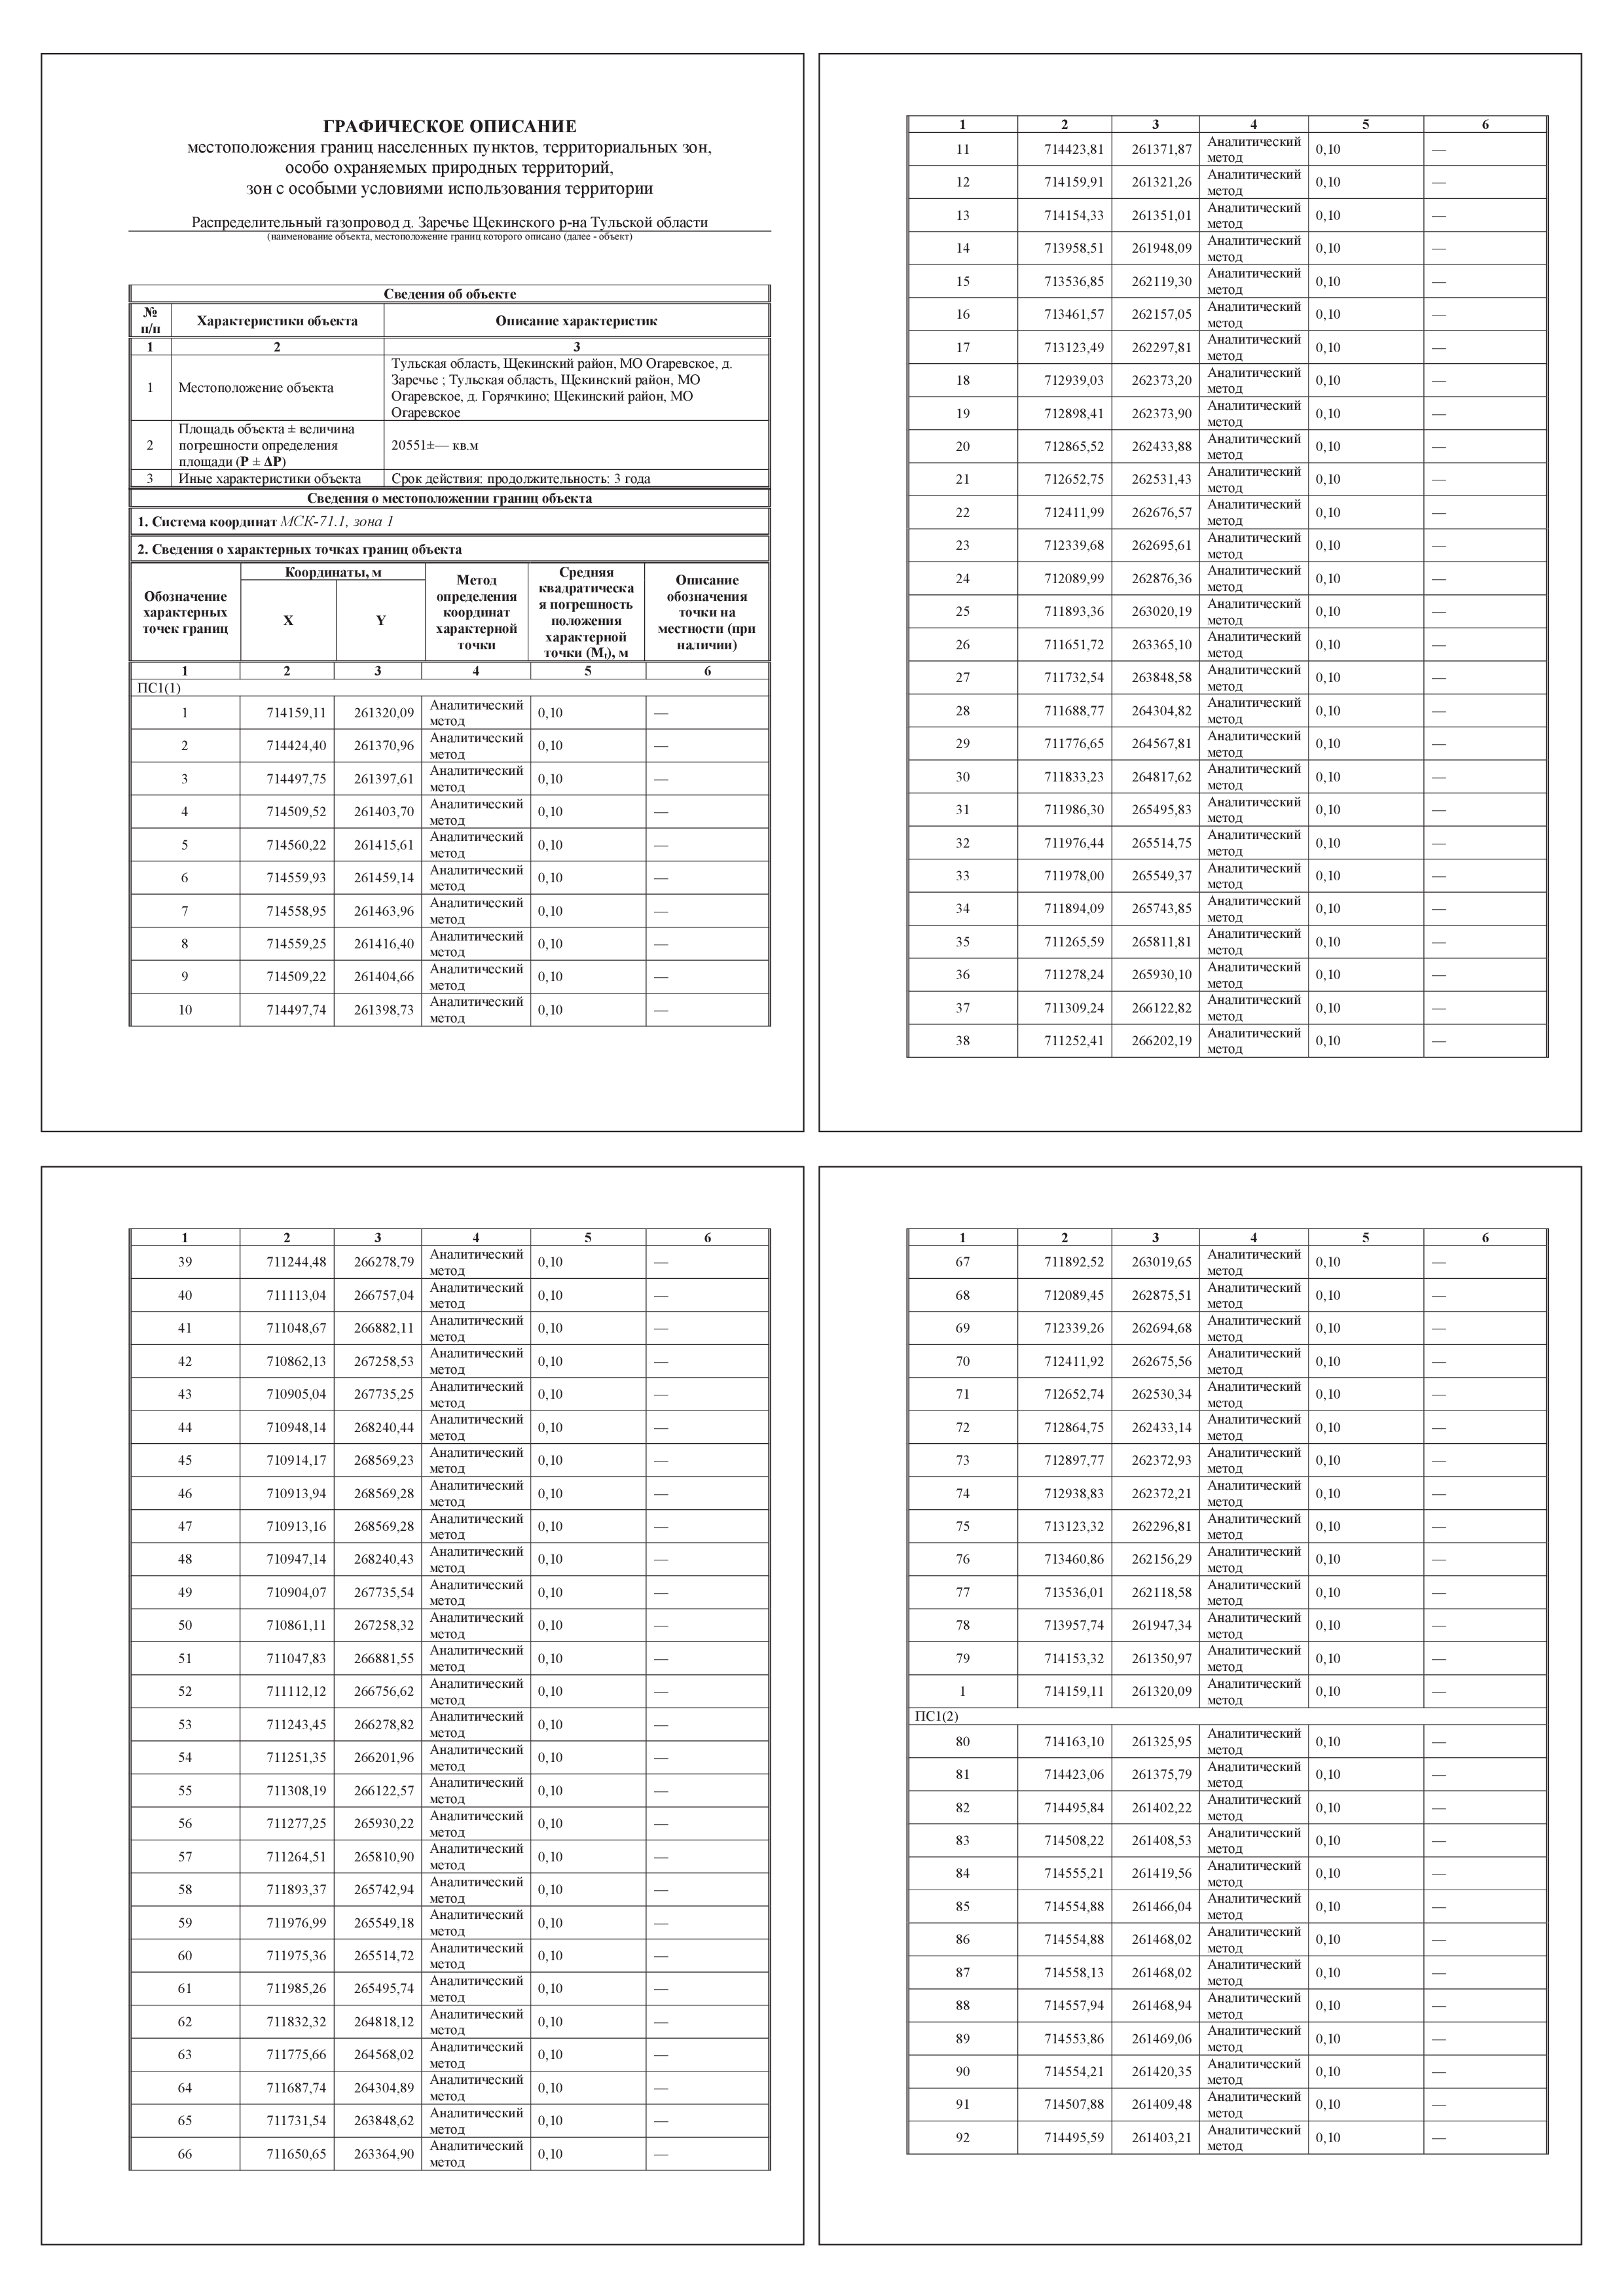 ГРАФИЧЕСКОЕ ОПИСАНИЕ
местоположения границ населенных пунктов, территориальных зон,
особо охраняемых природных территорий,
зон с особыми условиями использования территории
Распределительный газопровод д. Заречье Щекинского р-на Тульской области
(наименование объекта, местоположение границ которого описано (далее - объект)
Сведения об объекте
№ п/п Характеристики объекта Описание характеристик
1 2 3
1 Местоположение объекта Тульская область, Щекинский район, МО Огаревское, д.
Заречье ; Тульская область, Щекинский район, МО
Огаревское, д. Горячкино; Щекинский район, МО
Огаревское
2 Площадь объекта ± величина
погрешности определения
площади (P ± ΔP) 20551±— кв.м
3 Иные характеристики объекта Срок действия: продолжительность: 3 года
Сведения о местоположении границ объекта
1. Система координат МСК-71.1, зона 1
2. Сведения о характерных точках границ объекта
Обозначение
характерных
точек границ
Координаты, м
X Y
Метод
определения
координат
характерной
точки
Средняя
квадратическа
я погрешность
положения
характерной
точки (Mt), м
Описание
обозначения
точки на
местности (при
наличии)
1 2 3 4 5 6
ПС1(1)
1 714159,11 261320,09 Аналитический метод 0,10 —
2 714424,40 261370,96 Аналитический метод 0,10 —
3 714497,75 261397,61 Аналитический метод 0,10 —
4 714509,52 261403,70 Аналитический метод 0,10 —
5 714560,22 261415,61 Аналитический метод 0,10 —
6 714559,93 261459,14 Аналитический метод 0,10 —
7 714558,95 261463,96 Аналитический метод 0,10 —
8 714559,25 261416,40 Аналитический метод 0,10 —
9 714509,22 261404,66 Аналитический метод 0,10 —
10 714497,74 261398,73 Аналитический метод 0,10 —
1 2 3 4 5 6
11 714423,81 261371,87 Аналитический метод 0,10 —
12 714159,91 261321,26 Аналитический метод 0,10 —
13 714154,33 261351,01 Аналитический метод 0,10 —
14 713958,51 261948,09 Аналитический метод 0,10 —
15 713536,85 262119,30 Аналитический метод 0,10 —
16 713461,57 262157,05 Аналитический метод 0,10 —
17 713123,49 262297,81 Аналитический метод 0,10 —
18 712939,03 262373,20 Аналитический метод 0,10 —
19 712898,41 262373,90 Аналитический метод 0,10 —
20 712865,52 262433,88 Аналитический метод 0,10 —
21 712652,75 262531,43 Аналитический метод 0,10 —
22 712411,99 262676,57 Аналитический метод 0,10 —
23 712339,68 262695,61 Аналитический метод 0,10 —
24 712089,99 262876,36 Аналитический метод 0,10 —
25 711893,36 263020,19 Аналитический метод 0,10 —
26 711651,72 263365,10 Аналитический метод 0,10 —
27 711732,54 263848,58 Аналитический метод 0,10 —
28 711688,77 264304,82 Аналитический метод 0,10 —
29 711776,65 264567,81 Аналитический метод 0,10 —
30 711833,23 264817,62 Аналитический метод 0,10 —
31 711986,30 265495,83 Аналитический метод 0,10 —
32 711976,44 265514,75 Аналитический метод 0,10 —
33 711978,00 265549,37 Аналитический метод 0,10 —
34 711894,09 265743,85 Аналитический метод 0,10 —
35 711265,59 265811,81 Аналитический метод 0,10 —
36 711278,24 265930,10 Аналитический метод 0,10 —
37 711309,24 266122,82 Аналитический метод 0,10 —
38 711252,41 266202,19 Аналитический метод 0,10 —
1 2 3 4 5 6
39 711244,48 266278,79 Аналитический метод 0,10 —
40 711113,04 266757,04 Аналитический метод 0,10 —
41 711048,67 266882,11 Аналитический метод 0,10 —
42 710862,13 267258,53 Аналитический метод 0,10 —
43 710905,04 267735,25 Аналитический метод 0,10 —
44 710948,14 268240,44 Аналитический метод 0,10 —
45 710914,17 268569,23 Аналитический метод 0,10 —
46 710913,94 268569,28 Аналитический метод 0,10 —
47 710913,16 268569,28 Аналитический метод 0,10 —
48 710947,14 268240,43 Аналитический метод 0,10 —
49 710904,07 267735,54 Аналитический метод 0,10 —
50 710861,11 267258,32 Аналитический метод 0,10 —
51 711047,83 266881,55 Аналитический метод 0,10 —
52 711112,12 266756,62 Аналитический метод 0,10 —
53 711243,45 266278,82 Аналитический метод 0,10 —
54 711251,35 266201,96 Аналитический метод 0,10 —
55 711308,19 266122,57 Аналитический метод 0,10 —
56 711277,25 265930,22 Аналитический метод 0,10 —
57 711264,51 265810,90 Аналитический метод 0,10 —
58 711893,37 265742,94 Аналитический метод 0,10 —
59 711976,99 265549,18 Аналитический метод 0,10 —
60 711975,36 265514,72 Аналитический метод 0,10 —
61 711985,26 265495,74 Аналитический метод 0,10 —
62 711832,32 264818,12 Аналитический метод 0,10 —
63 711775,66 264568,02 Аналитический метод 0,10 —
64 711687,74 264304,89 Аналитический метод 0,10 —
65 711731,54 263848,62 Аналитический метод 0,10 —
66 711650,65 263364,90 Аналитический метод 0,10 —
1 2 3 4 5 6
67 711892,52 263019,65 Аналитический метод 0,10 —
68 712089,45 262875,51 Аналитический метод 0,10 —
69 712339,26 262694,68 Аналитический метод 0,10 —
70 712411,92 262675,56 Аналитический метод 0,10 —
71 712652,74 262530,34 Аналитический метод 0,10 —
72 712864,75 262433,14 Аналитический метод 0,10 —
73 712897,77 262372,93 Аналитический метод 0,10 —
74 712938,83 262372,21 Аналитический метод 0,10 —
75 713123,32 262296,81 Аналитический метод 0,10 —
76 713460,86 262156,29 Аналитический метод 0,10 —
77 713536,01 262118,58 Аналитический метод 0,10 —
78 713957,74 261947,34 Аналитический метод 0,10 —
79 714153,32 261350,97 Аналитический метод 0,10 —
1 714159,11 261320,09 Аналитический метод 0,10 —
ПС1(2)
80 714163,10 261325,95 Аналитический метод 0,10 —
81 714423,06 261375,79 Аналитический метод 0,10 —
82 714495,84 261402,22 Аналитический метод 0,10 —
83 714508,22 261408,53 Аналитический метод 0,10 —
84 714555,21 261419,56 Аналитический метод 0,10 —
85 714554,88 261466,04 Аналитический метод 0,10 —
86 714554,88 261468,02 Аналитический метод 0,10 —
87 714558,13 261468,02 Аналитический метод 0,10 —
88 714557,94 261468,94 Аналитический метод 0,10 —
89 714553,86 261469,06 Аналитический метод 0,10 —
90 714554,21 261420,35 Аналитический метод 0,10 —
91 714507,88 261409,48 Аналитический метод 0,10 —
92 714495,59 261403,21 Аналитический метод 0,10 —